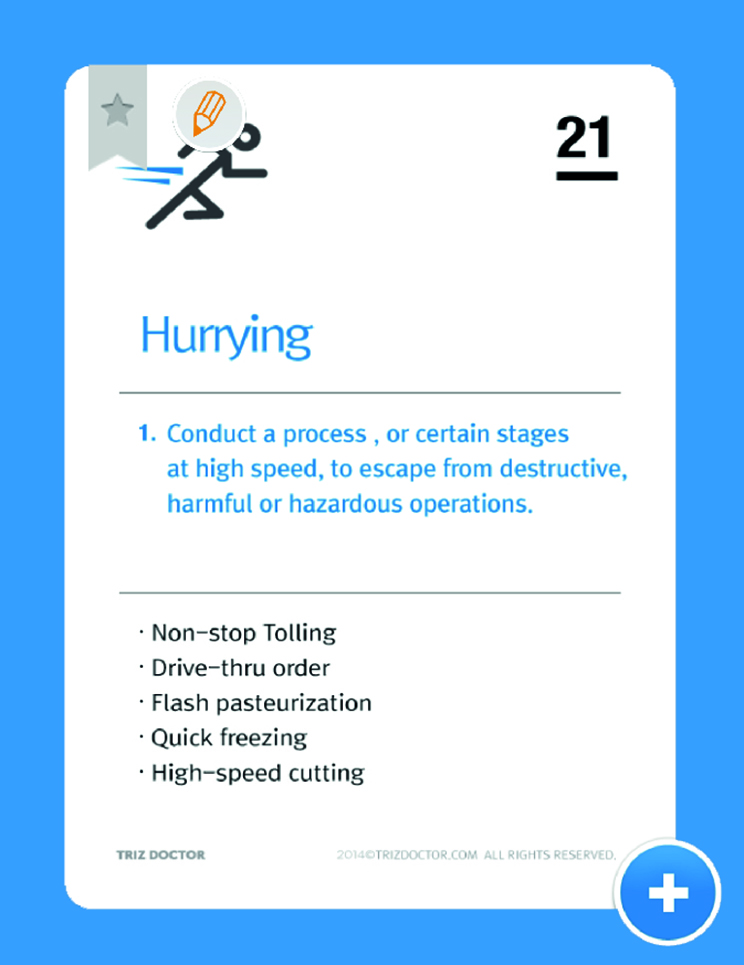 21
Hurrying
1. Conduct a process , or certain stages
at high speed, to escape from destructive,
harmful or hazardous operations.
· Non-stop Tolling
· Drive-thru order
· Flash pasteurization
· Quick freezing
· High-speed cutting
TRIZ DOCTOR 2014©TRIZDOCTOR.COM ALL RIGHTS RESERVED.